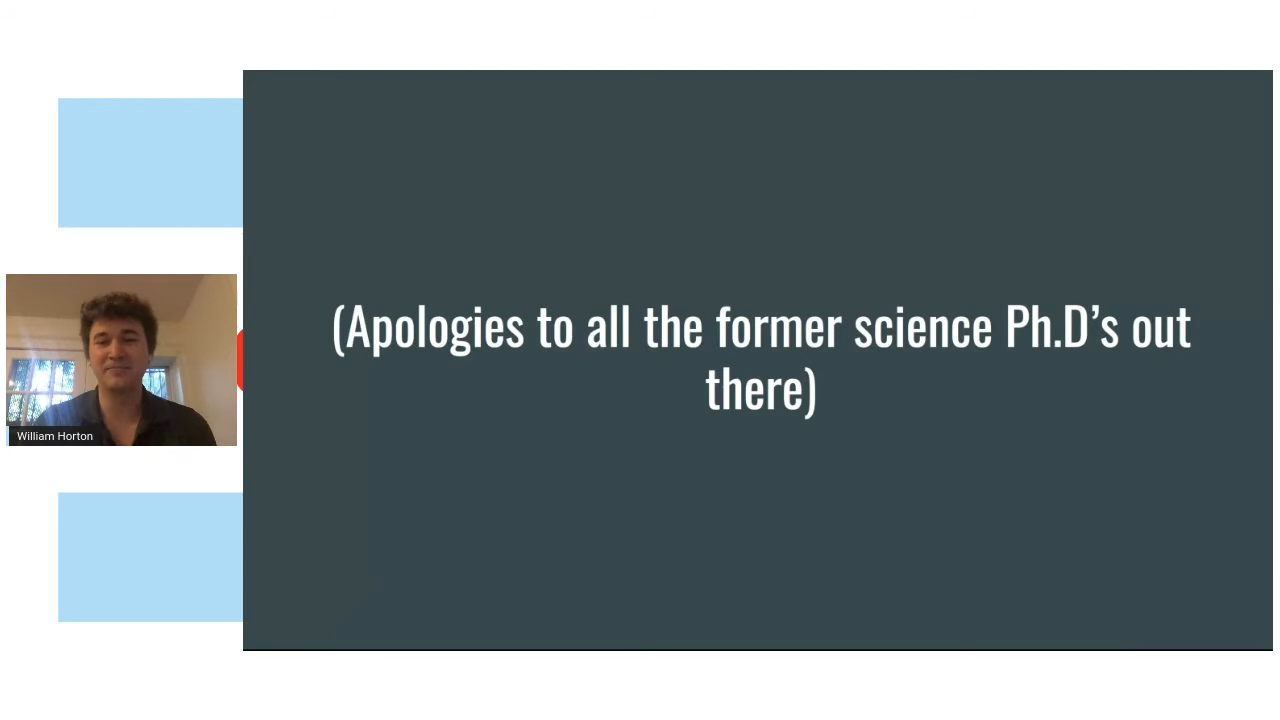 (Apologies to all the former science Ph.D’s out
there)
William Horton